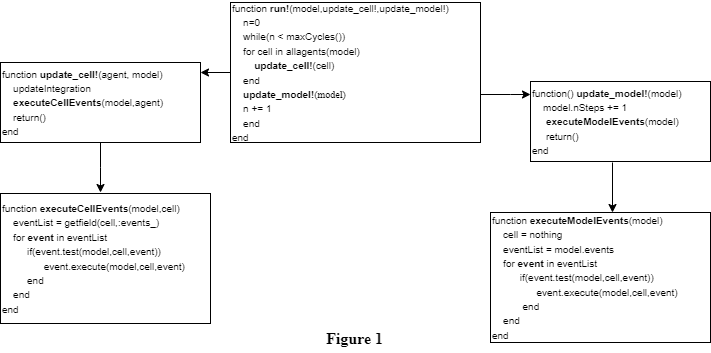 function run!(model,update_cell!,update_model!)
n=0
while(n < maxCycles())
for cell in allagents(model)
update_cell!(cell)
end
update_model!(model)
n += 1
end
end
function update_cell!(agent, model)
updateIntegration
executeCellEvents(model,agent)
return()
end
function() update_model!(model)
model.nSteps += 1
executeModelEvents(model)
return()
end
function executeCellEvents(model,cell)
eventList = getfield(cell,:events_)
for event in eventList
if(event.test(model,cell,event))
event.execute(model,cell,event)
end
end
end
function executeModelEvents(model)
cell = nothing
eventList = model.events
for event in eventList
if(event.test(model,cell,event))
event.execute(model,cell,event)
end
end
end
Figure 1